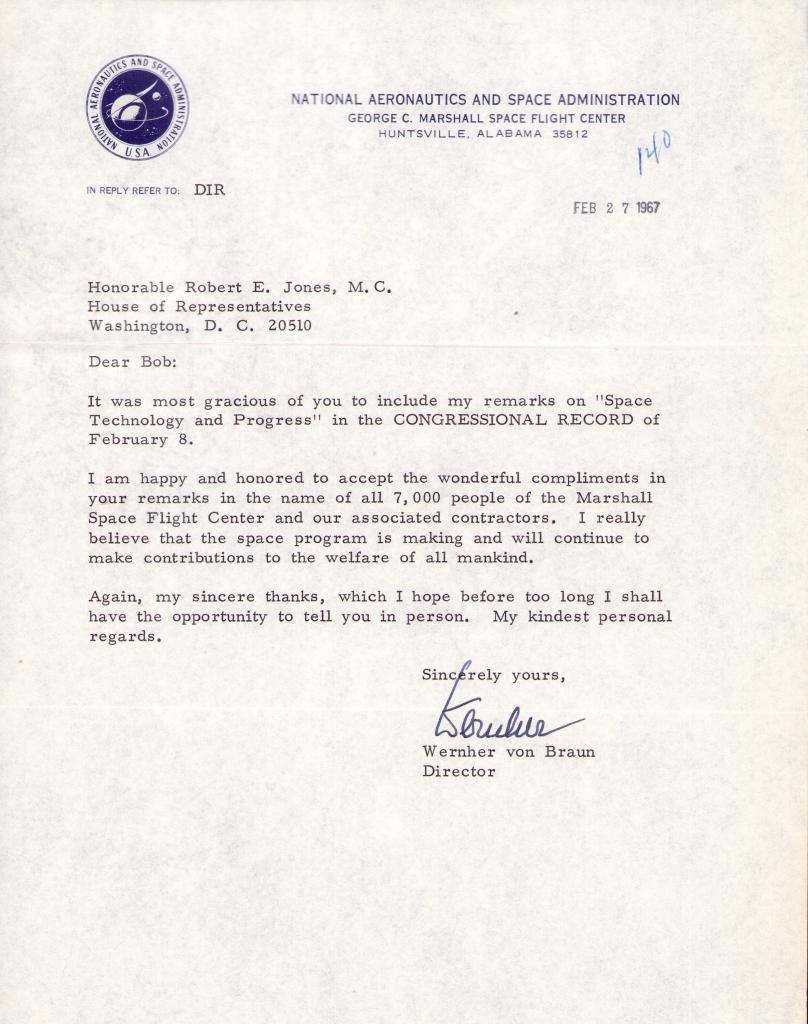 NATIONAL AERONAUTICS AND SPACE ADMINISTRATION
U.S.A.
NATIONAL AERONAUTICS AND SPACE ADMINISTRATION
GEORGE C. MARSHALL SPACE FLIGHT CENTER
HUNTSVILLE, ALABAMA 35812
IN REPLY REFER TO: DIR
FEB 27 1967
Honorable Robert E. Jones, M. C.
House of Representatives
Washington, D. C. 20510
Dear Bob:
It was most gracious of you to include my remarks on "Space
Technology and Progress" in the CONGRESSIONAL RECORD of
February 8.
I am happy and honored to accept the wonderful compliments in
your remarks in the name of all 7,000 people of the Marshall
Space Flight Center and our associated contractors. I really
believe that the space program is making and will continue to
make contributions to the welfare of all mankind.
Again, my sincere thanks, which I hope before too long I shall
have the opportunity to tell you in person. My kindest personal
regards.
Sincerely yours,
Wernher
Wernher von Braun
Director